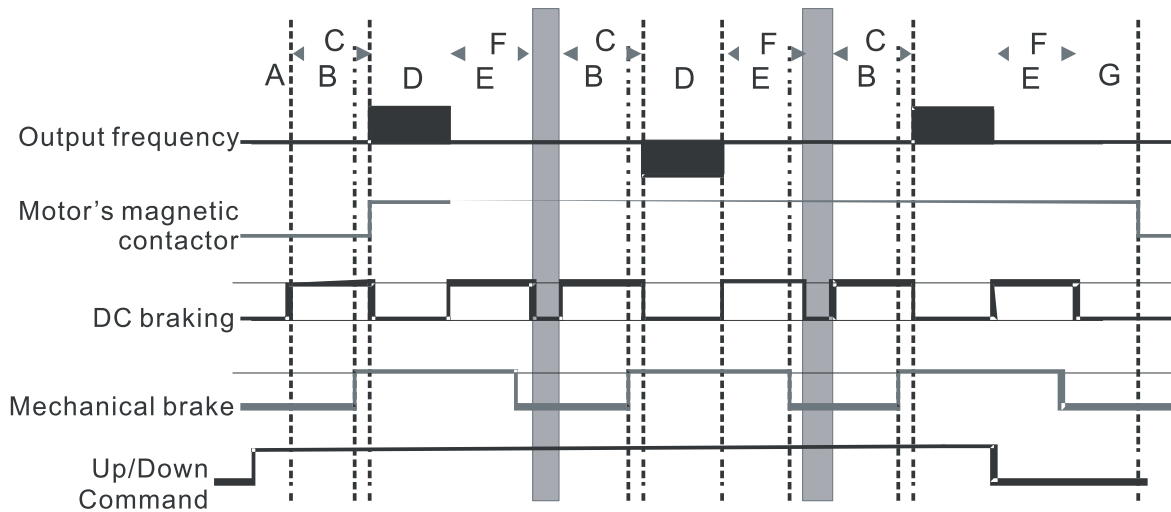 C F C F C F
A B D E B D E B E G
Output frequency
Motor's magnetic
contactor
DC braking
Mechanical brake
Up/Down
Command